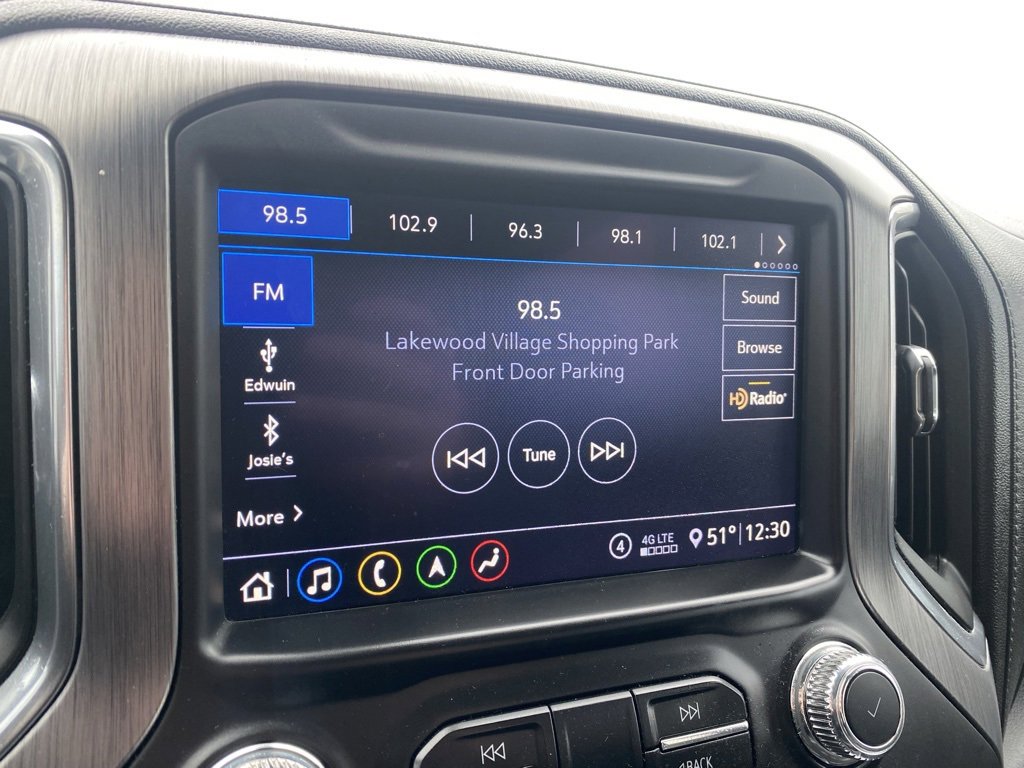 98.5 102.9 96.3 98.1 102.1
FM
98.5
Lakewood Village Shopping Park
Front Door Parking
Sound
Browse
HD Radio
Edwuin
Josie's
Tune
More
4 4G LTE 51° 12:30
BACK